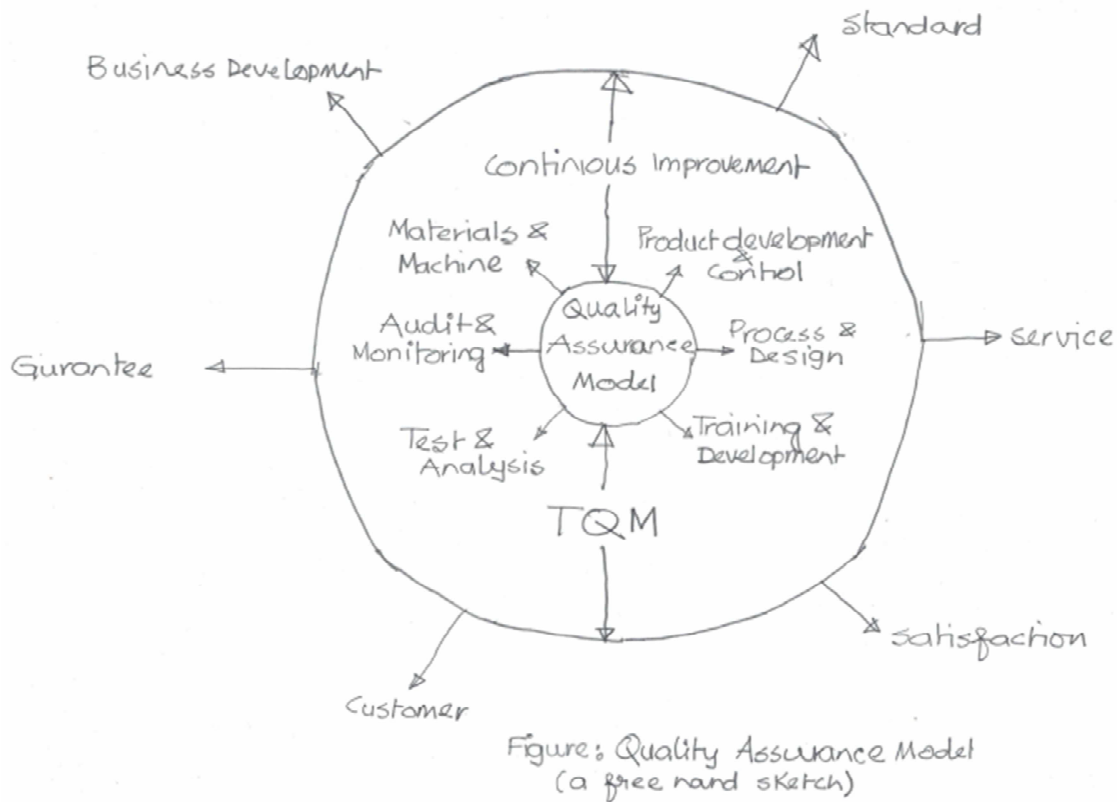 Standard
Business Development
Continious Improvement
Materials &
Machine
Product development
&
Control
Quality
Assurance
Model
Audit &
Monitoring
Process &
Design
Service
Gurantee
Test &
Analysis
Training &
Development
TQM
Satisfaction
Customer
Figure: Quality Assurance Model
(a free hand sketch)